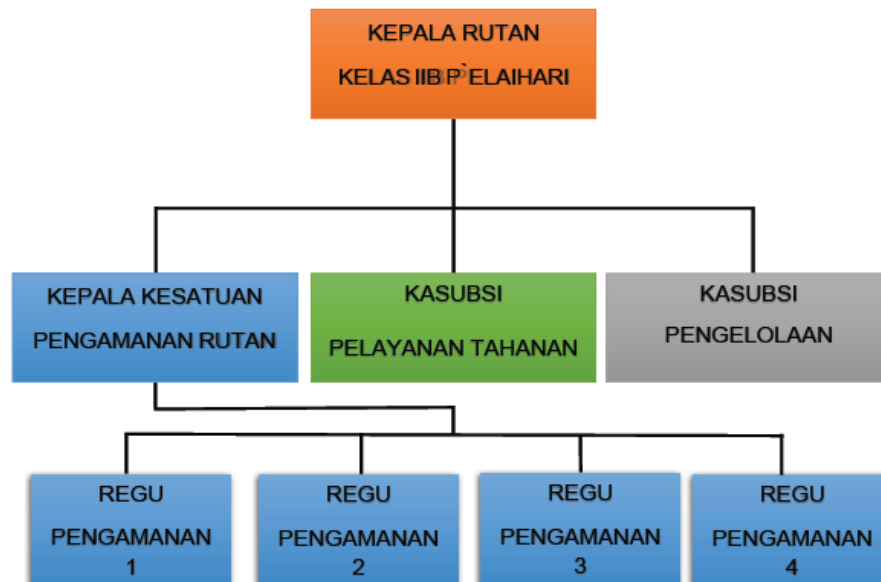 KEPALA RUTAN
KELAS IIB P`ELAIHARI
KEPALA KESATUAN
PENGAMANAN RUTAN
KASUBSI
PELAYANAN TAHANAN
KASUBSI
PENGELOLAAN
REGU
PENGAMANAN
1
REGU
PENGAMANAN
2
REGU
PENGAMANAN
3
REGU
PENGAMANAN
4